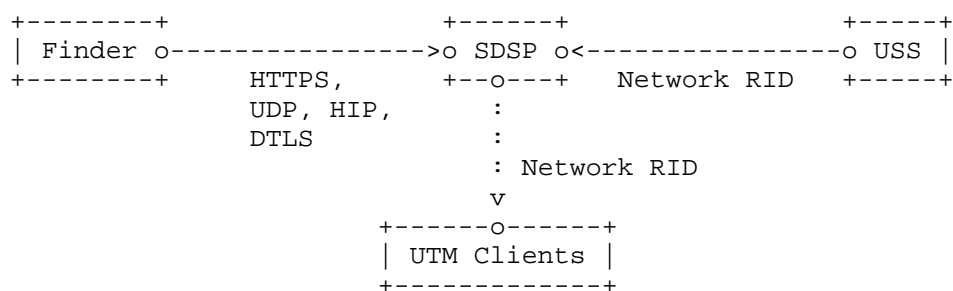 +--------+                  +------+                   +-----+
| Finder o---------------->o SDSP o<----------------o USS |
+--------+     HTTPS,       +--o---+   Network RID    +-----+
               UDP, HIP,       :
               DTLS            :
                               : Network RID
                               v
                        +------o------+
                        | UTM Clients |
                        +-------------+